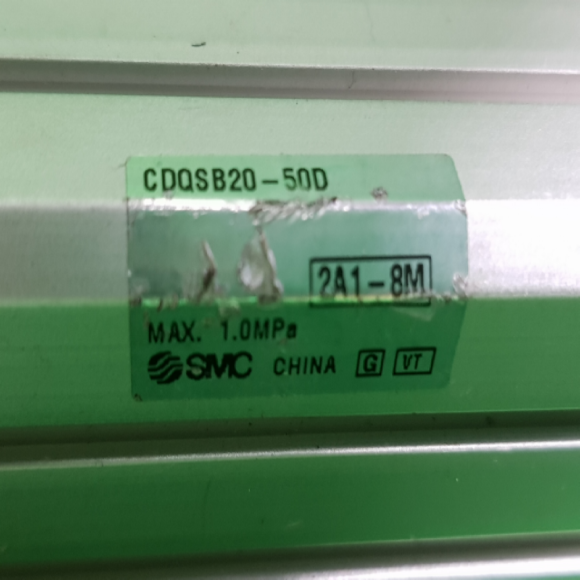 CDQSB20-50D
2A1-8M
MAX. 1.0MPa
SMC CHINA G VT